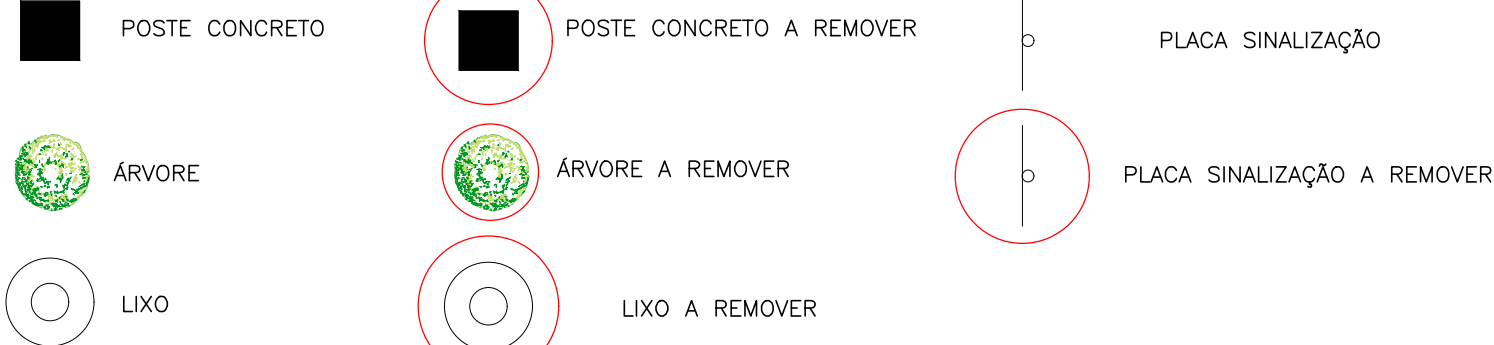 POSTE CONCRETO
POSTE CONCRETO A REMOVER
PLACA SINALIZAÇÃO
ÁRVORE
ÁRVORE A REMOVER
PLACA SINALIZAÇÃO A REMOVER
LIXO
LIXO A REMOVER